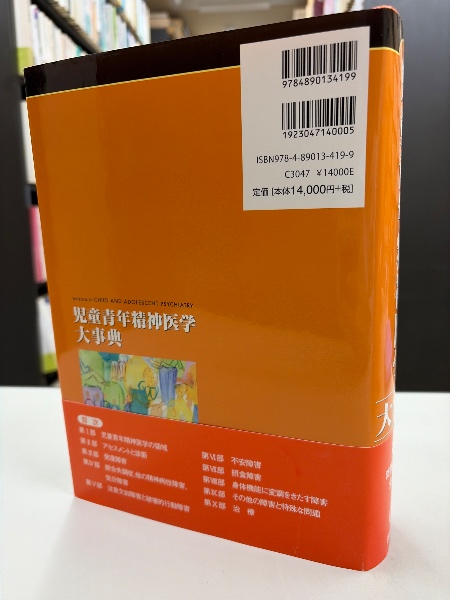 9784890134199
1923047140005
ISBN978-4-89013-419-9
C3047 ¥14000E
定価 [本体14,000円+税]
CHILD AND ADOLESCENT PSYCHIATRY
児童青年精神医学
大事典
目次
第Ⅰ部 児童青年精神医学の領域
第Ⅱ部 アセスメントと診断
第Ⅲ部 発達障害
第Ⅳ部 統合失調症, 他の精神病性障害,
気分障害
第Ⅴ部 注意欠如障害と破壊的行動障害
第Ⅵ部 不安障害
第Ⅶ部 摂食障害
第Ⅷ部 身体機能に変調をきたす障害
第Ⅸ部 その他の障害と特殊な問題
第Ⅹ部 治療